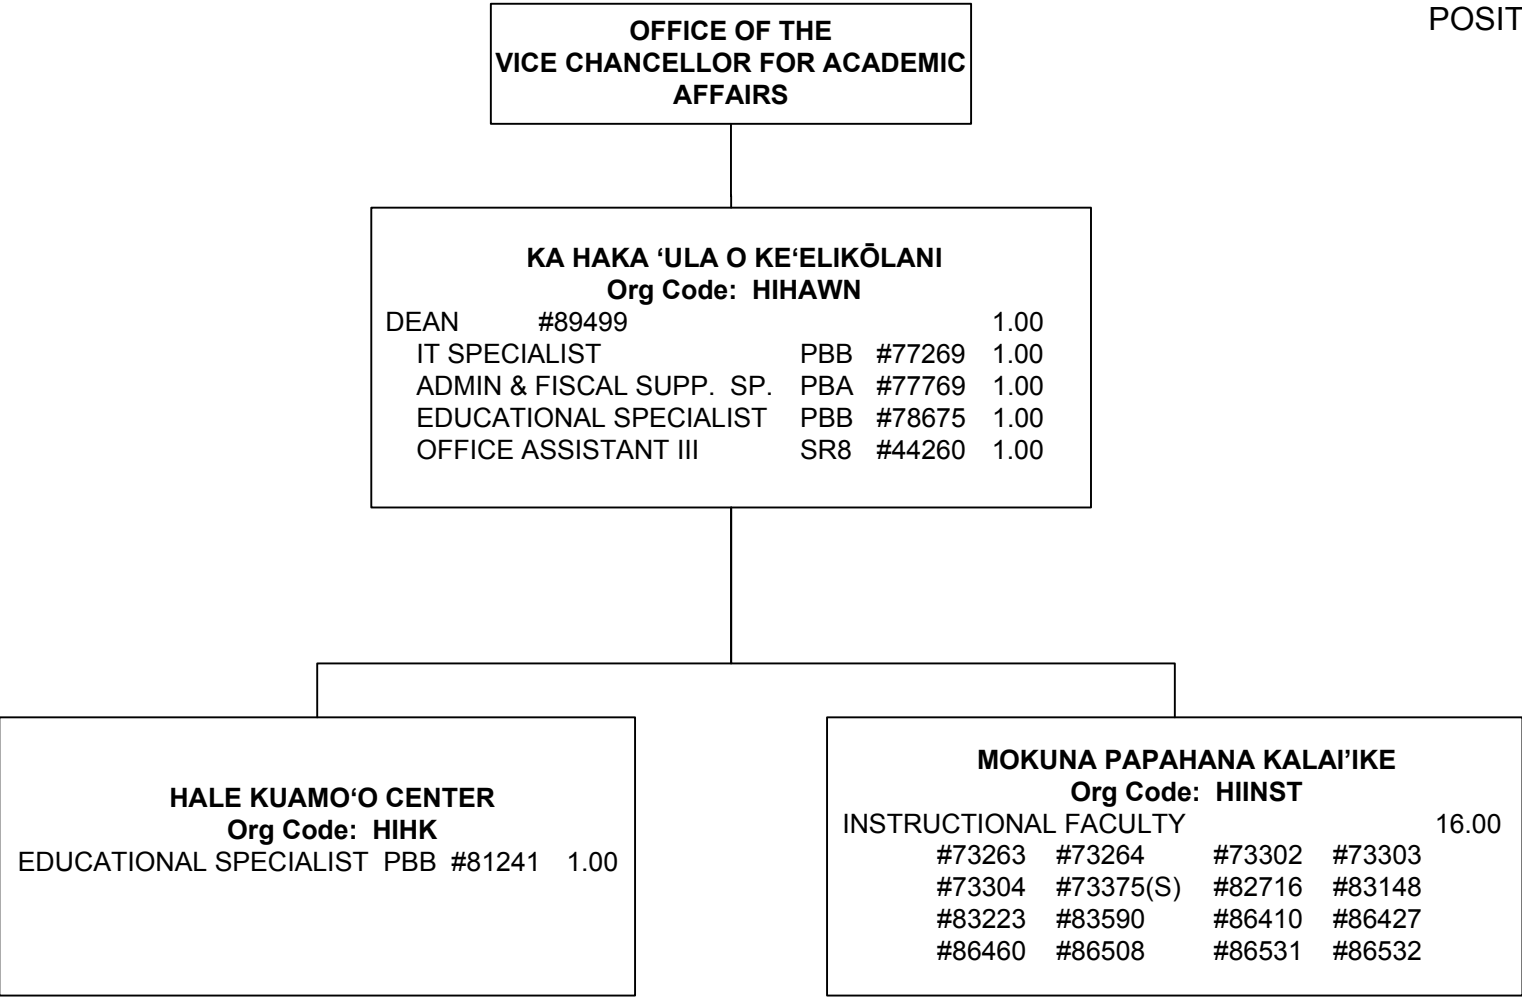 POSIT
OFFICE OF THE
VICE CHANCELLOR FOR ACADEMIC
AFFAIRS
KA HAKA ‘ULA O KE‘ELIKŌLANI
Org Code: HIHAWN
DEAN #89499 1.00
IT SPECIALIST PBB #77269 1.00
ADMIN & FISCAL SUPP. SP. PBA #77769 1.00
EDUCATIONAL SPECIALIST PBB #78675 1.00
OFFICE ASSISTANT III SR8 #44260 1.00
HALE KUAMO‘O CENTER
Org Code: HIHK
EDUCATIONAL SPECIALIST PBB #81241 1.00
MOKUNA PAPAHANA KALAI'IKE
Org Code: HIINST
INSTRUCTIONAL FACULTY 16.00
#73263 #73264 #73302 #73303
#73304 #73375(S) #82716 #83148
#83223 #83590 #86410 #86427
#86460 #86508 #86531 #86532